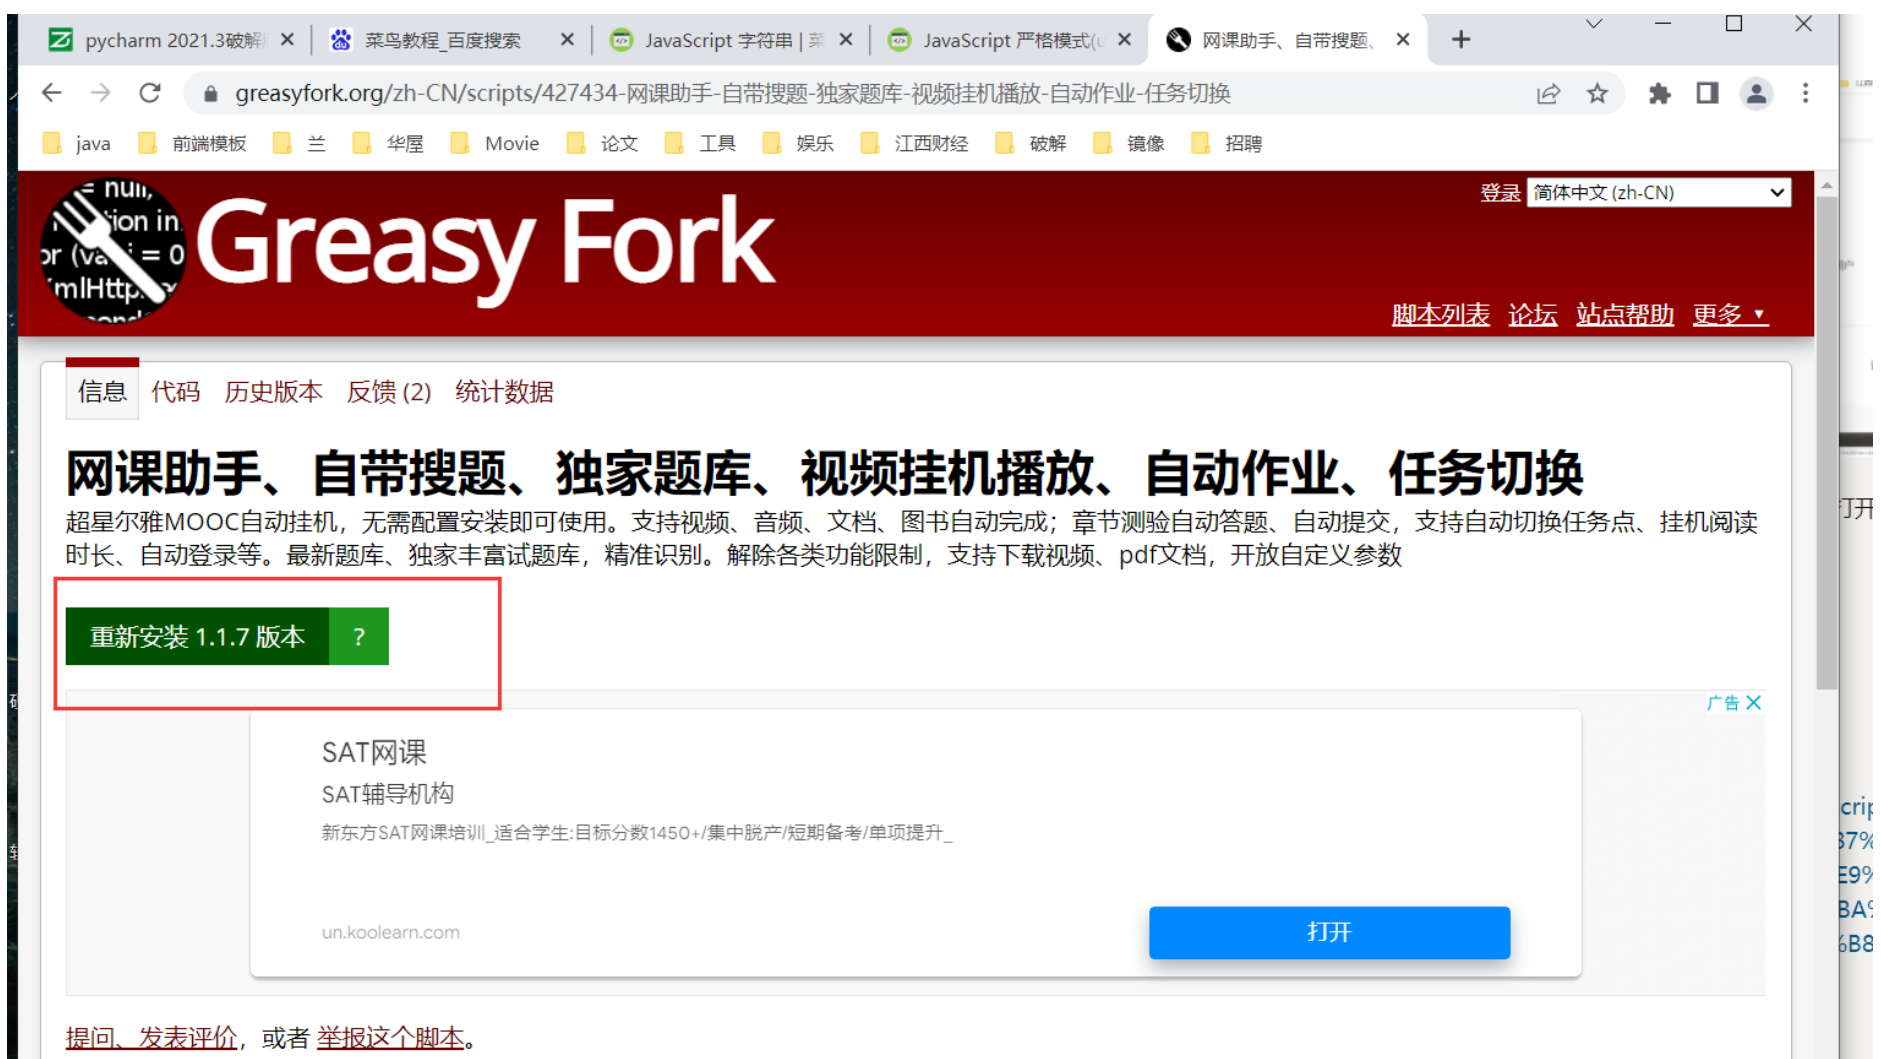 pycharm 2021.3破解
菜鸟教程_百度搜索
JavaScript 字符串 | 菜
JavaScript 严格模式(u
网课助手、自带搜题、
greasyfork.org/zh-CN/scripts/427434-网课助手-自带搜题-独家题库-视频挂机播放-自动作业-任务切换
java 前端模板 兰 华屋 Movie 论文 工具 娱乐 江西财经 破解 镜像 招聘
= null,
tion in
or (va i = 0
mlHttp
Greasy Fork
登录 简体中文 (zh-CN)
脚本列表 论坛 站点帮助 更多 ▼
信息 代码 历史版本 反馈 (2) 统计数据
网课助手、自带搜题、独家题库、视频挂机播放、自动作业、任务切换
超星尔雅MOOC自动挂机，无需配置安装即可使用。支持视频、音频、文档、图书自动完成；章节测验自动答题、自动提交，支持自动切换任务点、挂机阅读
时长、自动登录等。最新题库、独家丰富试题库，精准识别。解除各类功能限制，支持下载视频、pdf文档，开放自定义参数
重新安装 1.1.7 版本 ?
广告
SAT网课
SAT辅导机构
新东方SAT网课培训_适合学生:目标分数1450+/集中脱产/短期备考/单项提升_
un.koolearn.com
打开
提问、发表评价，或者 举报这个脚本。
打开
crip
37%
E9%
BA%
%B8